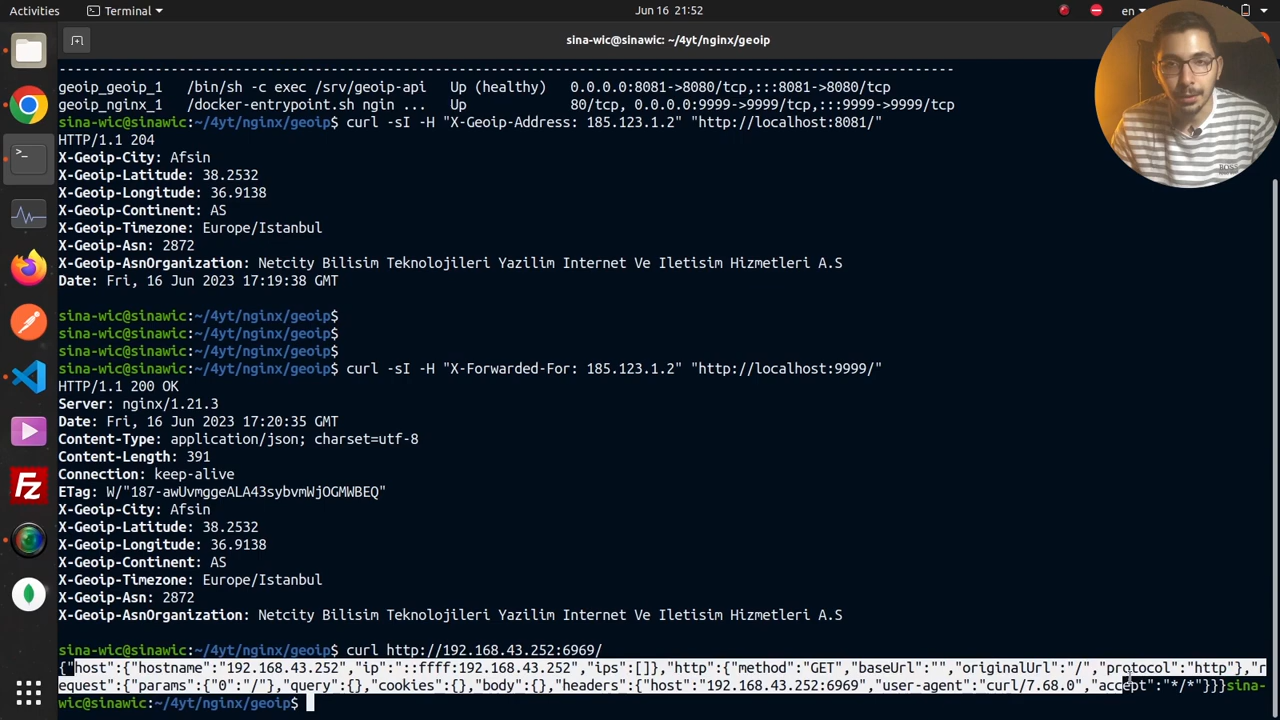 Activities Terminal Jun 16 21:52 en
sina-wic@sinawic: ~/4yt/nginx/geoip
--------------------------------------------------------------------------------------------------------
geoip_geoip_1 /bin/sh -c exec /srv/geoip-api Up (healthy) 0.0.0.0:8081->8080/tcp,:::8081->8080/tcp
geoip_nginx_1 /docker-entrypoint.sh ngin ... Up 80/tcp, 0.0.0.0:9999->9999/tcp,:::9999->9999/tcp
sina-wic@sinawic:~/4yt/nginx/geoip$ curl -sI -H "X-Geoip-Address: 185.123.1.2" "http://localhost:8081/"
HTTP/1.1 204
X-Geoip-City: Afsin
X-Geoip-Latitude: 38.2532
X-Geoip-Longitude: 36.9138
X-Geoip-Continent: AS
X-Geoip-Timezone: Europe/Istanbul
X-Geoip-Asn: 2872
X-Geoip-AsnOrganization: Netcity Bilisim Teknolojileri Yazilim Internet Ve Iletisim Hizmetleri A.S
Date: Fri, 16 Jun 2023 17:19:38 GMT
sina-wic@sinawic:~/4yt/nginx/geoip$
sina-wic@sinawic:~/4yt/nginx/geoip$
sina-wic@sinawic:~/4yt/nginx/geoip$
sina-wic@sinawic:~/4yt/nginx/geoip$ curl -sI -H "X-Forwarded-For: 185.123.1.2" "http://localhost:9999/"
HTTP/1.1 200 OK
Server: nginx/1.21.3
Date: Fri, 16 Jun 2023 17:20:35 GMT
Content-Type: application/json; charset=utf-8
Content-Length: 391
Connection: keep-alive
ETag: W/"187-awUvmggeALA43sybvmWjOGMWBEQ"
X-Geoip-City: Afsin
X-Geoip-Latitude: 38.2532
X-Geoip-Longitude: 36.9138
X-Geoip-Continent: AS
X-Geoip-Timezone: Europe/Istanbul
X-Geoip-Asn: 2872
X-Geoip-AsnOrganization: Netcity Bilisim Teknolojileri Yazilim Internet Ve Iletisim Hizmetleri A.S
sina-wic@sinawic:~/4yt/nginx/geoip$ curl http://192.168.43.252:6969/
{"host":{"hostname":"192.168.43.252","ip":"::ffff:192.168.43.252","ips":[]},"http":{"method":"GET","baseUrl":"","originalUrl":"/","protocol":"http"},"r
equest":{"params":{"0":"/"},"query":{},"cookies":{},"body":{},"headers":{"host":"192.168.43.252:6969","user-agent":"curl/7.68.0","accept":"*/*"}}}sina-
wic@sinawic:~/4yt/nginx/geoip$
BOSS